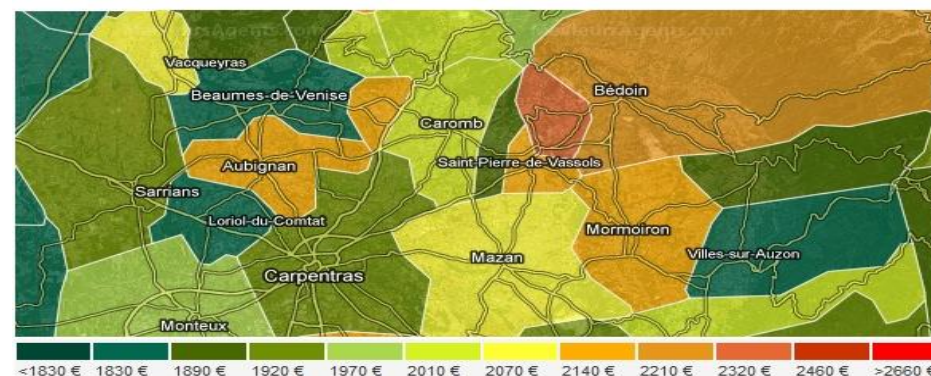 Vacqueyras
Beaumes-de-Venise
Bédoin
Caromb
Aubignan
Saint-Pierre-de-Vassols
Sarrians
Loriol-du-Comtat
Mormoiron
Mazan
Villes-sur-Auzon
Carpentras
Monteux
<1830 € 1830 € 1890 € 1920 € 1970 € 2010 € 2070 € 2140 € 2210 € 2320 € 2460 € >2660 €